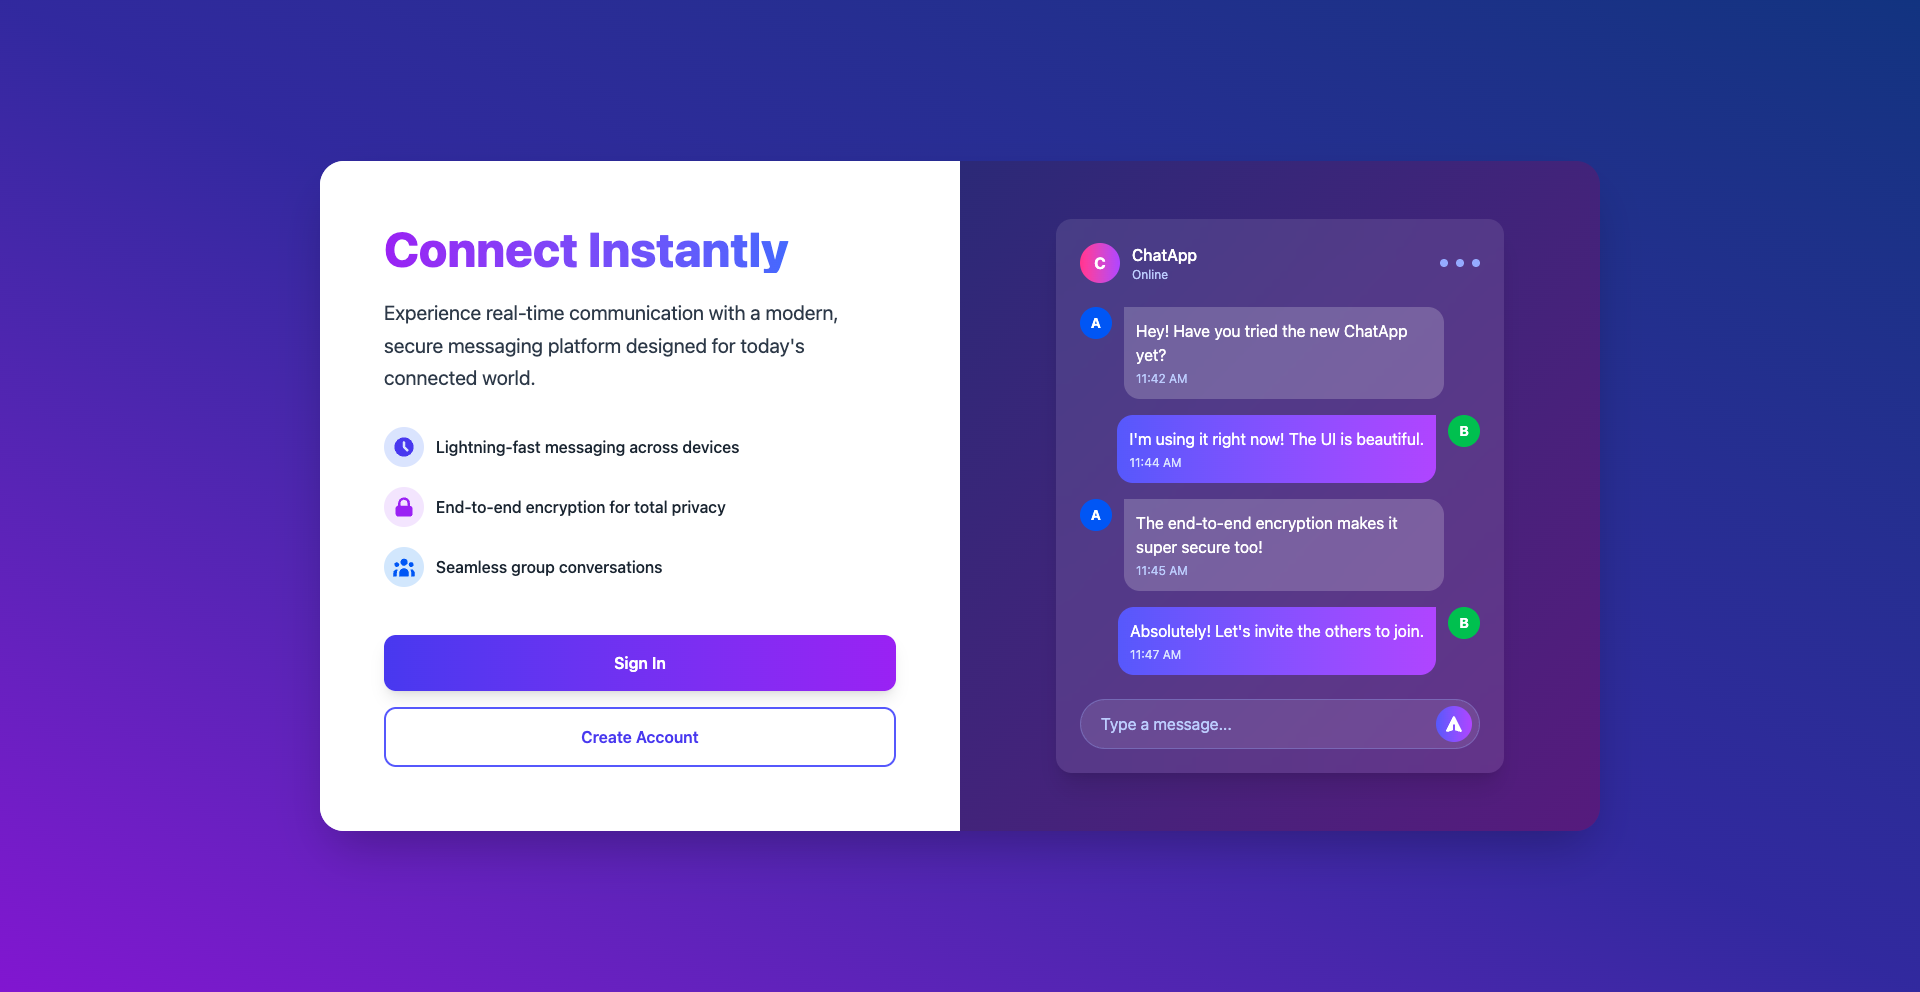 Connect Instantly
Experience real-time communication with a modern,
secure messaging platform designed for today's
connected world.
Lightning-fast messaging across devices
End-to-end encryption for total privacy
Seamless group conversations
Sign In
Create Account
C
ChatApp
Online
A
Hey! Have you tried the new ChatApp
yet?
11:42 AM
I'm using it right now! The UI is beautiful.
11:44 AM
B
A
The end-to-end encryption makes it
super secure too!
11:45 AM
Absolutely! Let's invite the others to join.
11:47 AM
B
Type a message...